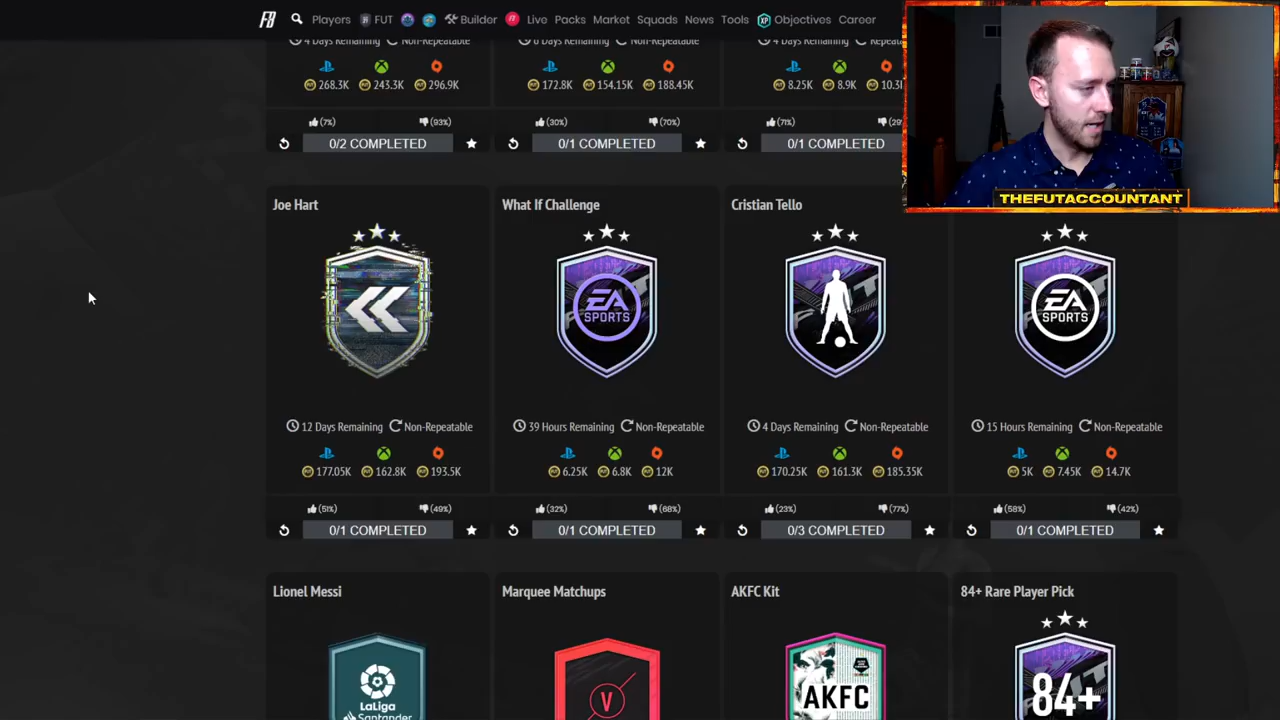 Players FUT Builder Live Packs Market Squads News Tools XP Objectives Career
4 Days Remaining Non-Repeatable 6 Days Remaining Non-Repeatable 4 Days Remaining
268.3K 243.3K 296.9K 172.8K 154.15K 188.45K 8.25K 8.9K
(7%) (93%) (30%) (70%) (71%)
0/2 COMPLETED 0/1 COMPLETED 0/1 COMPLETED
THEFUTACCOUNTANT
Joe Hart What If Challenge Cristian Tello
EA SPORTS EA SPORTS
12 Days Remaining Non-Repeatable 39 Hours Remaining Non-Repeatable 4 Days Remaining Non-Repeatable 15 Hours Remaining Non-Repeatable
177.05K 162.8K 193.5K 6.25K 6.8K 12K 170.25K 161.3K 185.35K 5K 7.45K 14.7K
(51%) (49%) (32%) (68%) (23%) (77%) (58%) (42%)
0/1 COMPLETED 0/1 COMPLETED 0/3 COMPLETED 0/1 COMPLETED
Lionel Messi Marquee Matchups AKFC Kit 84+ Rare Player Pick
LaLiga Santander V AKFC 84+